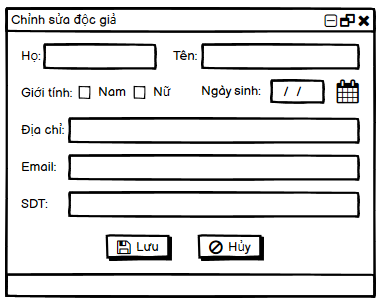 Chỉnh sửa độc giả
Họ: Tên:
Giới tính: Nam Nữ Ngày sinh: / /
Địa chỉ:
Email:
SDT:
Lưu Hủy